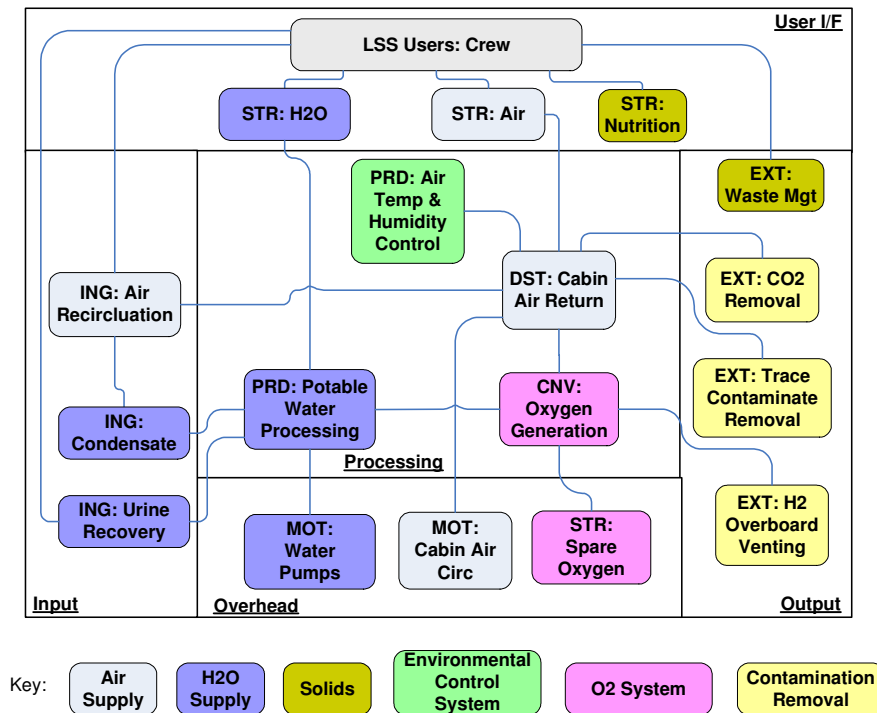 User I/F
LSS Users: Crew
STR: H2O
STR: Air
STR:
Nutrition
PRD: Air
Temp &
Humidity
Control
EXT:
Waste Mgt
ING: Air
Recircluation
DST: Cabin
Air Return
EXT: CO2
Removal
PRD: Potable
Water
Processing
CNV:
Oxygen
Generation
EXT: Trace
Contaminate
Removal
ING:
Condensate
Processing
ING: Urine
Recovery
MOT:
Water
Pumps
MOT:
Cabin Air
Circ
STR:
Spare
Oxygen
EXT: H2
Overboard
Venting
Input
Overhead
Output
Key:
Air
Supply
H2O
Supply
Solids
Environmental
Control
System
O2 System
Contamination
Removal